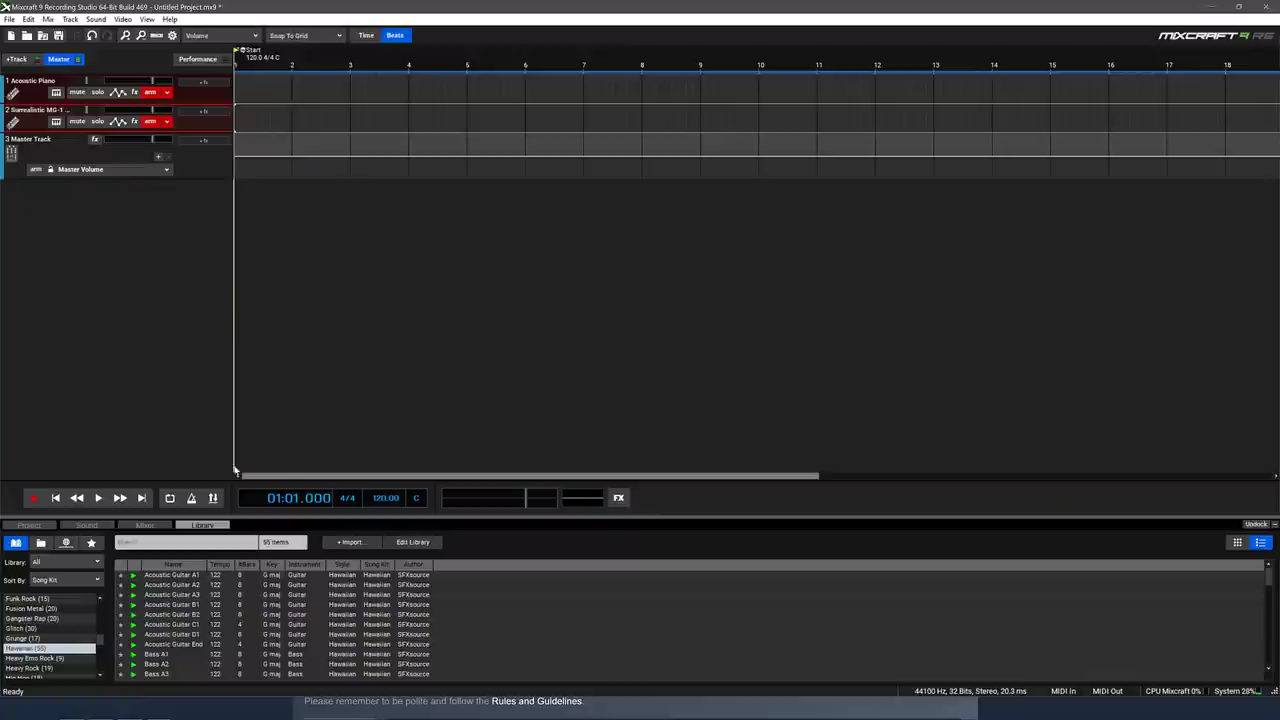 Mixcraft 9 Recording Studio 64-Bit Build 469 - Untitled Project.mx9 *
File Edit Mix Track Sound Video View Help
Volume Snap To Grid Time Beats MIXCRAFT 9 RS
+Track Master Performance
Start
120.0 4/4 C
1 2 3 4 5 6 7 8 9 10 11 12 13 14 15 16 17 18
1 Acoustic Piano
mute solo fx arm + fx
2 Surrealistic MG-1 ...
mute solo fx arm + fx
3 Master Track fx + fx
arm Master Volume
01:01.000 4/4 120.00 C FX
Project Sound Mixer Library Undock
55 items + Import... Edit Library
Library: All
Sort By: Song Kit
Funk Rock (15)
Fusion Metal (20)
Gangster Rap (20)
Glitch (30)
Grunge (17)
Hawaiian (55)
Heavy Emo Rock (9)
Heavy Rock (19)
Hip Hop (18)
Name Tempo #Bars Key Instrument Style Song Kit Author
Acoustic Guitar A1 122 8 G maj Guitar Hawaiian Hawaiian SFXsource
Acoustic Guitar A2 122 8 G maj Guitar Hawaiian Hawaiian SFXsource
Acoustic Guitar A3 122 8 G maj Guitar Hawaiian Hawaiian SFXsource
Acoustic Guitar B1 122 8 G maj Guitar Hawaiian Hawaiian SFXsource
Acoustic Guitar B2 122 8 G maj Guitar Hawaiian Hawaiian SFXsource
Acoustic Guitar C1 122 4 G maj Guitar Hawaiian Hawaiian SFXsource
Acoustic Guitar D1 122 8 G maj Guitar Hawaiian Hawaiian SFXsource
Acoustic Guitar End 122 4 G maj Guitar Hawaiian Hawaiian SFXsource
Bass A1 122 8 G maj Bass Hawaiian Hawaiian SFXsource
Bass A2 122 8 G maj Bass Hawaiian Hawaiian SFXsource
Bass A3 122 8 G maj Bass Hawaiian Hawaiian SFXsource
Ready 44100 Hz, 32 Bits, Stereo, 20.3 ms MIDI In MIDI Out CPU Mixcraft 0% System 28%
Please remember to be polite and follow the Rules and Guidelines.